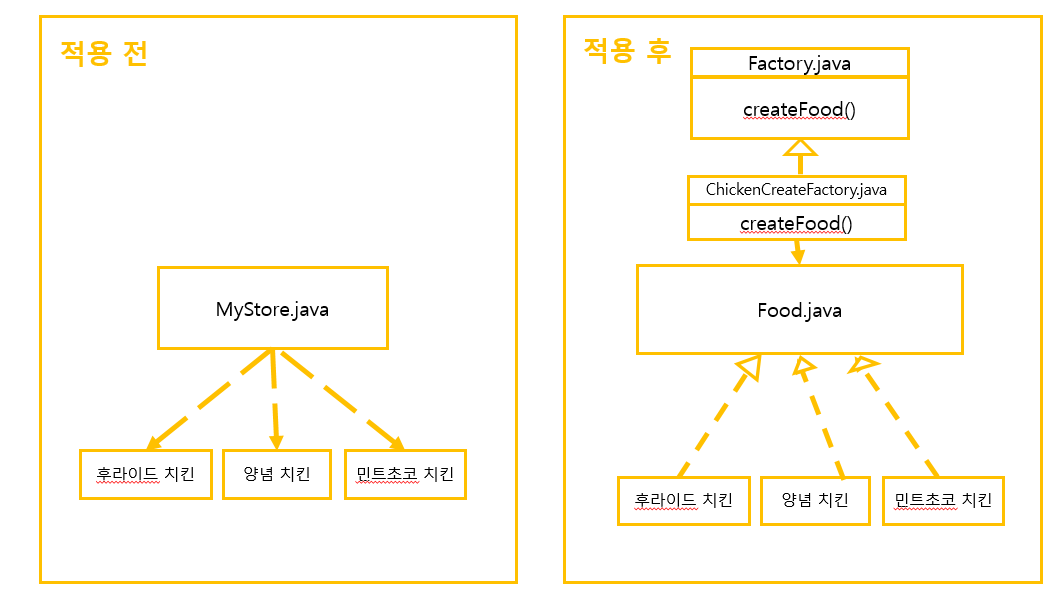 적용 전
MyStore.java
후라이드 치킨
양념 치킨
민트초코 치킨
적용 후
Factory.java
createFood()
ChickenCreateFactory.java
createFood()
Food.java
후라이드 치킨
양념 치킨
민트초코 치킨